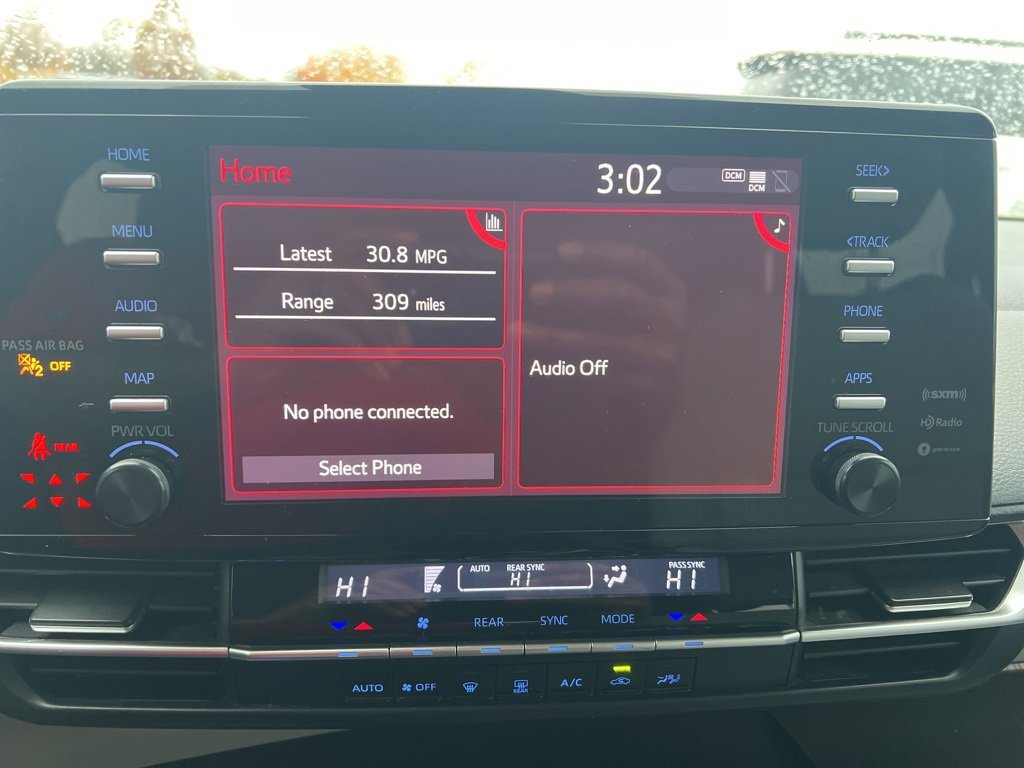 HOME
MENU
AUDIO
PASS AIR BAG
2 OFF
MAP
PWR VOL
REAR
Home
3:02
DCM
DCM
Latest 30.8 MPG
Range 309 miles
No phone connected.
Select Phone
Audio Off
SEEK>
<TRACK
PHONE
APPS
((sxm))
TUNE SCROLL
HD Radio
gracenote
HI
AUTO REAR SYNC
HI
PASS SYNC
HI
REAR SYNC MODE
AUTO OFF REAR A/C